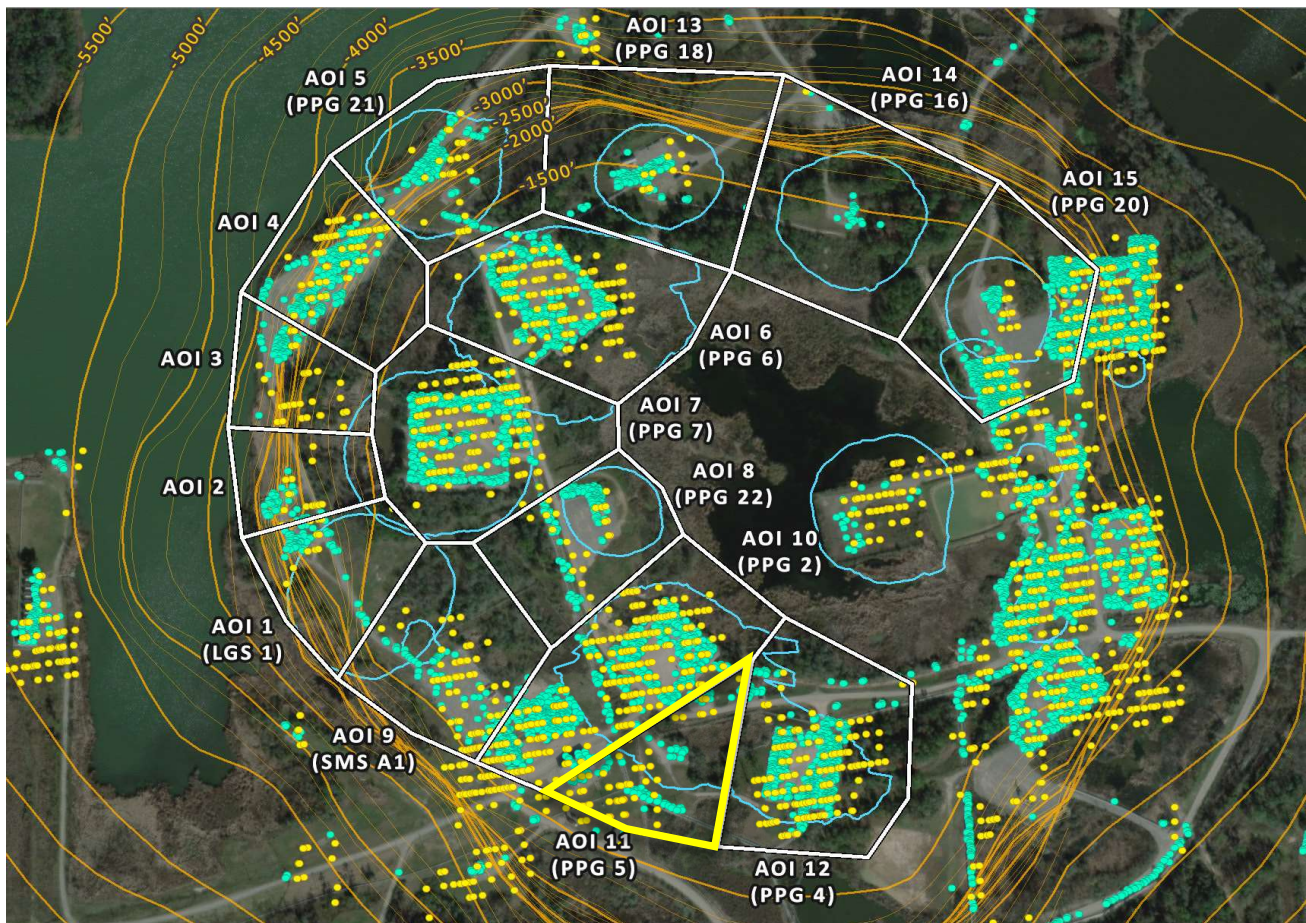 -5500'
-5000'
-4500'
-4000'
-3500'
-3000'
-2500'
-2000'
-1500'
AOI 13
(PPG 18)
AOI 14
(PPG 16)
AOI 5
(PPG 21)
AOI 15
(PPG 20)
AOI 4
AOI 3
AOI 6
(PPG 6)
AOI 7
(PPG 7)
AOI 8
(PPG 22)
AOI 2
AOI 10
(PPG 2)
AOI 1
(LGS 1)
AOI 9
(SMS A1)
AOI 11
(PPG 5)
AOI 12
(PPG 4)